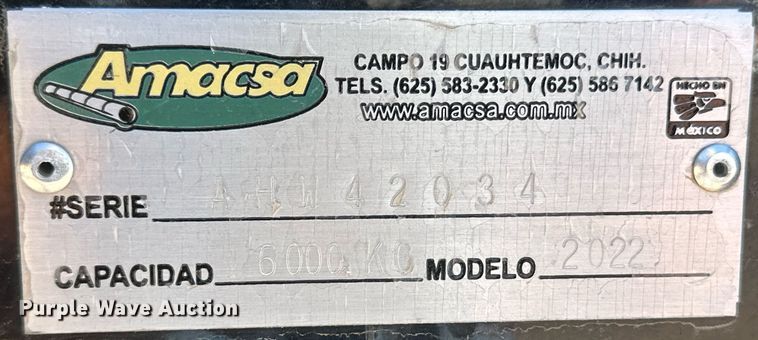 Amacsa
CAMPO 19 CUAUHTEMOC, CHIH.
TELS. (625) 583-2330 Y (625) 586 7142
www.amacsa.com.mx
HECHO EN
MéXICO
#SERIE AHW42034
CAPACIDAD 6000 KG MODELO 2022
Purple Wave Auction